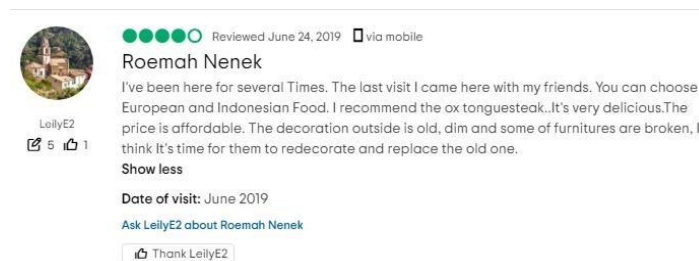 Reviewed June 24, 2019 via mobile
Roemah Nenek
I've been here for several Times. The last visit I came here with my friends. You can choose
European and Indonesian Food. I recommend the ox tonguesteak..It's very delicious.The
price is affordable. The decoration outside is old, dim and some of furnitures are broken, I
think It's time for them to redecorate and replace the old one.
Show less
LeilyE2
5 1
Date of visit: June 2019
Ask LeilyE2 about Roemah Nenek
Thank LeilyE2